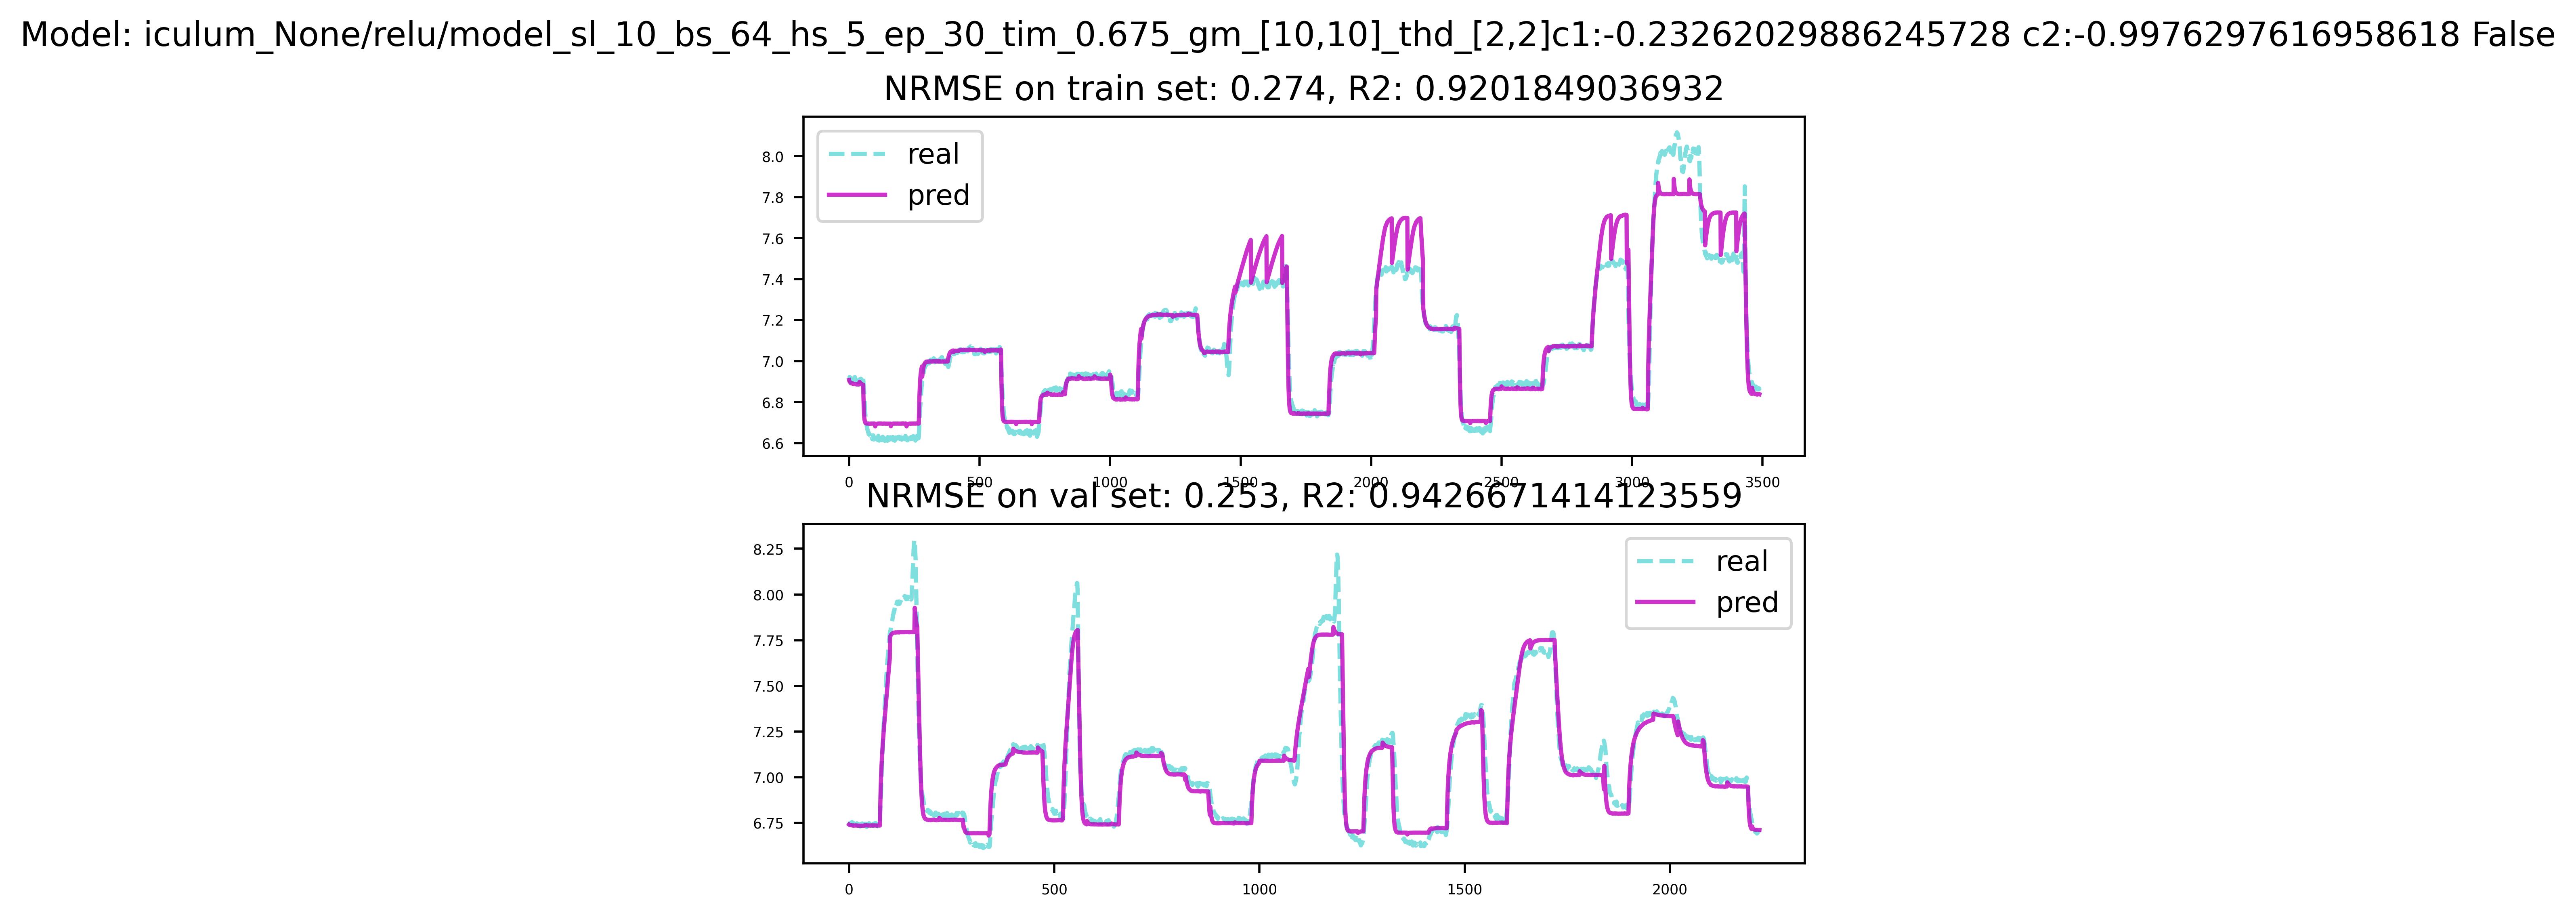 Model: iculum_None/relu/model_sl_10_bs_64_hs_5_ep_30_tim_0.675_gm_[10,10]_thd_[2,2]c1:-0.23262029886245728 c2:-0.9976297616958618 False
NRMSE on train set: 0.274, R2: 0.9201849036932
real
pred
8.0
7.8
7.6
7.4
7.2
7.0
6.8
6.6
0 500 1000 1500 2000 2500 3000 3500
NRMSE on val set: 0.253, R2: 0.9426671414123559
real
pred
8.25
8.00
7.75
7.50
7.25
7.00
6.75
0 500 1000 1500 2000